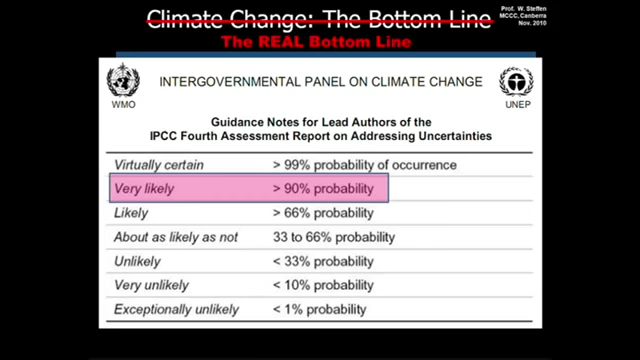 Climate Change: The Bottom Line
Prof. W. Steffen
MCCC, Canberra
Nov. 2010
The REAL Bottom Line
INTERGOVERNMENTAL PANEL ON CLIMATE CHANGE
WMO
UNEP
Guidance Notes for Lead Authors of the
IPCC Fourth Assessment Report on Addressing Uncertainties
Virtually certain > 99% probability of occurrence
Very likely > 90% probability
Likely > 66% probability
About as likely as not 33 to 66% probability
Unlikely < 33% probability
Very unlikely < 10% probability
Exceptionally unlikely < 1% probability